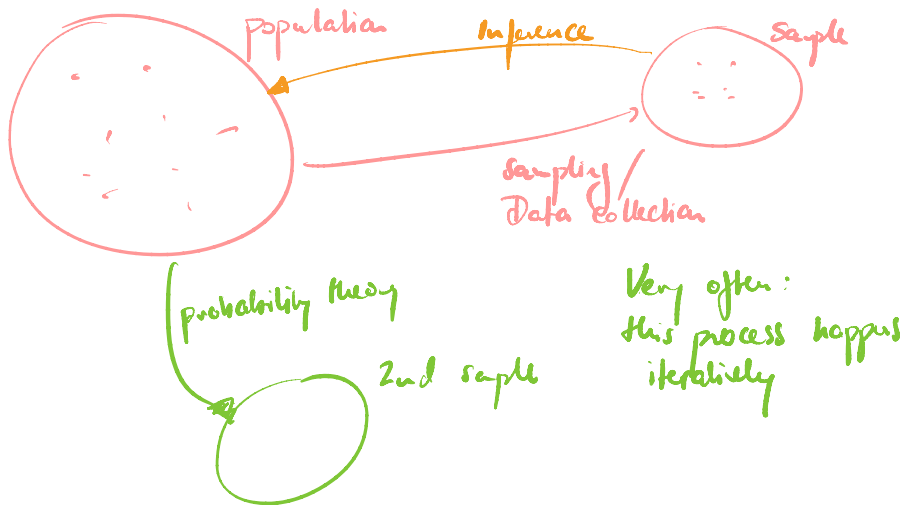 population
Inference
Sample
Sampling/
Data collection
probability theory
Very often:
this process happens
iteratively
2nd sample